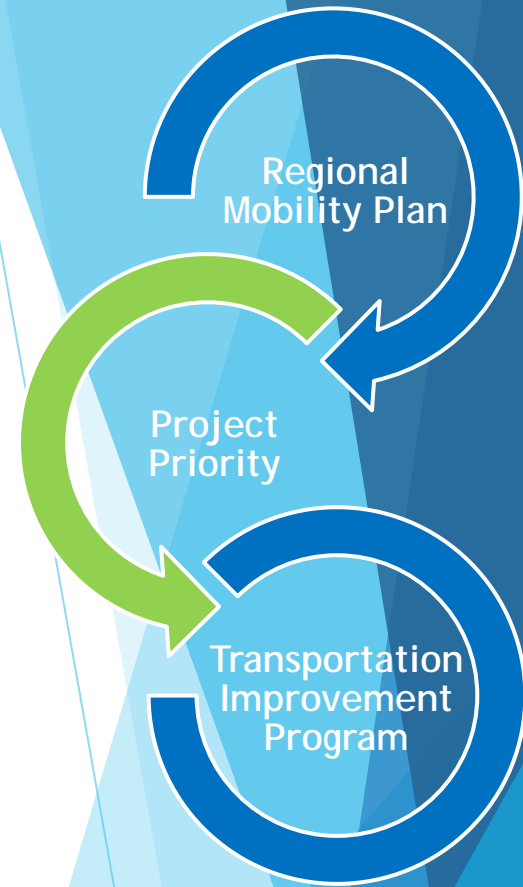 Regional
Mobility Plan
Project
Priority
Transportation
Improvement
Program